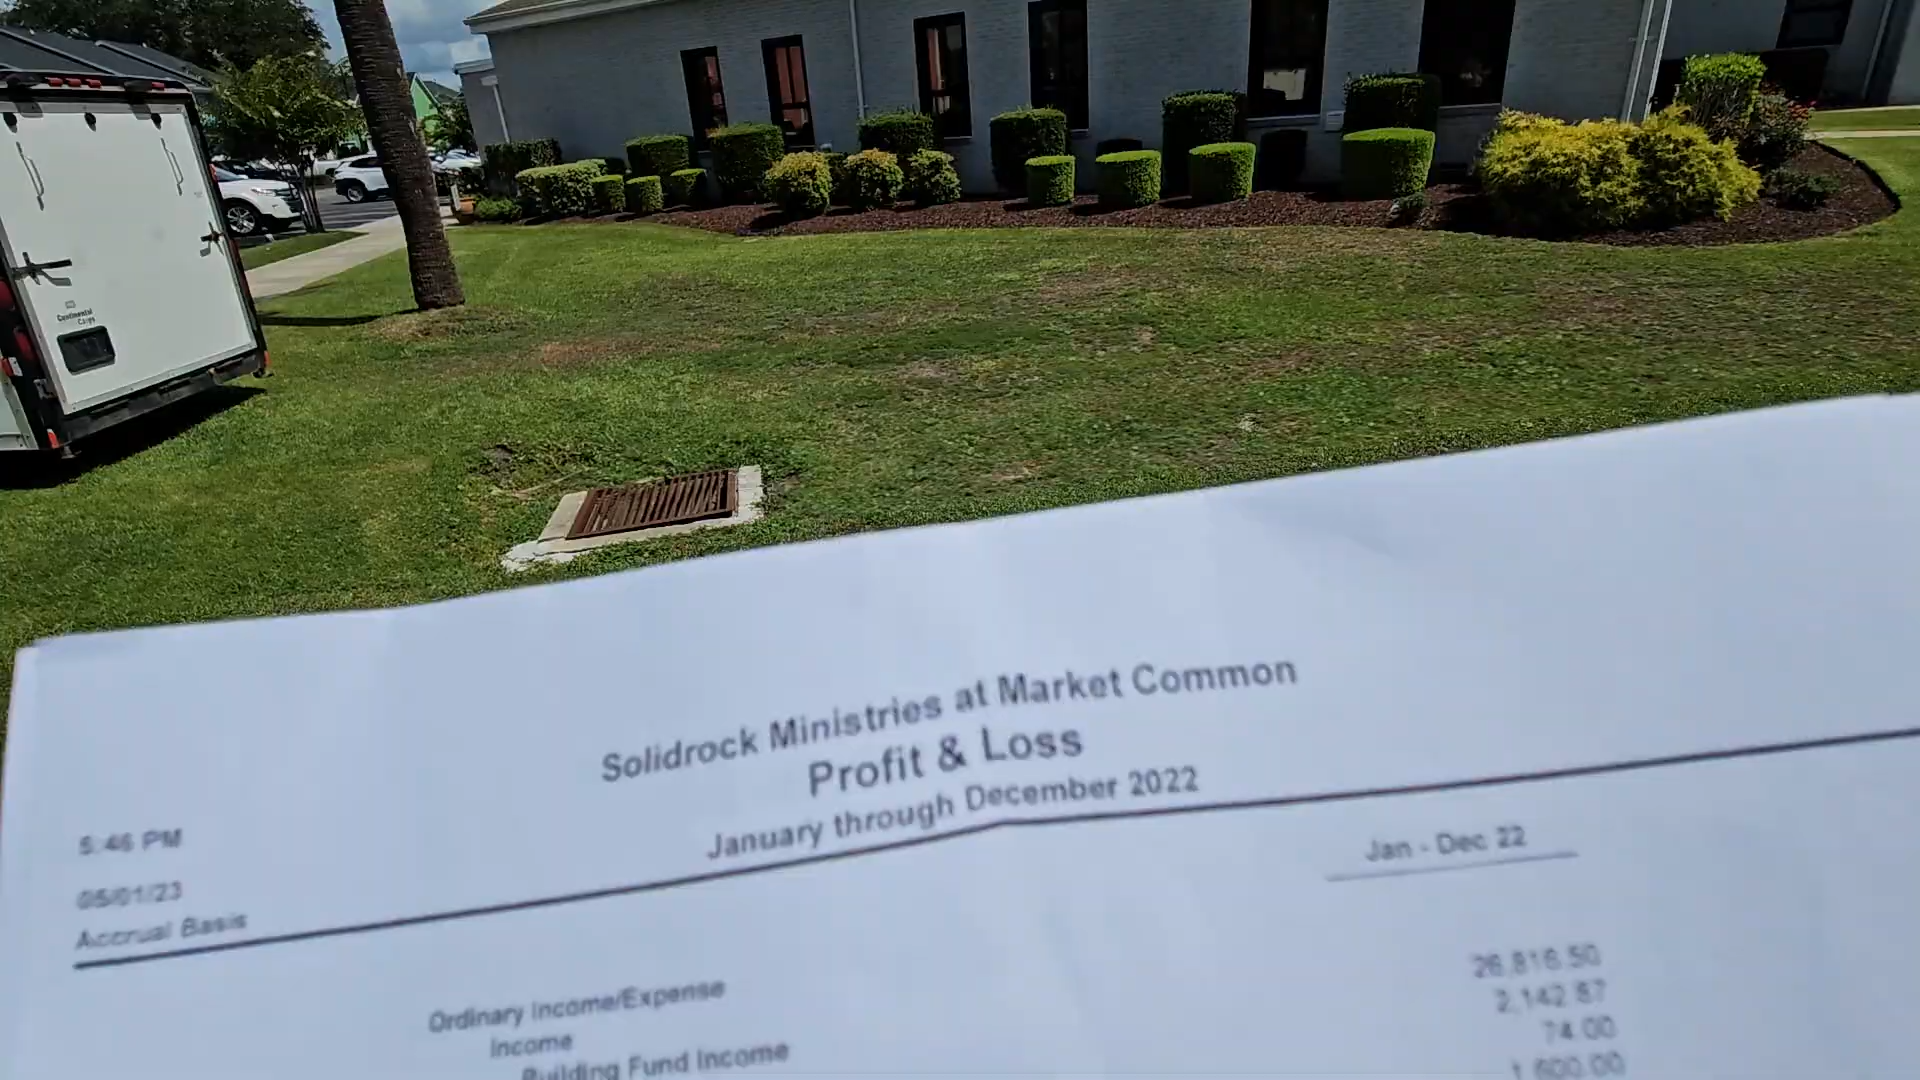 Continental
Cargo
Solidrock Ministries at Market Common
Profit & Loss
January through December 2022
5:46 PM
05/01/23
Accrual Basis
Jan - Dec 22
Ordinary Income/Expense
Income
Building Fund Income
26,816.50
2,142.87
74.00
1,600.00